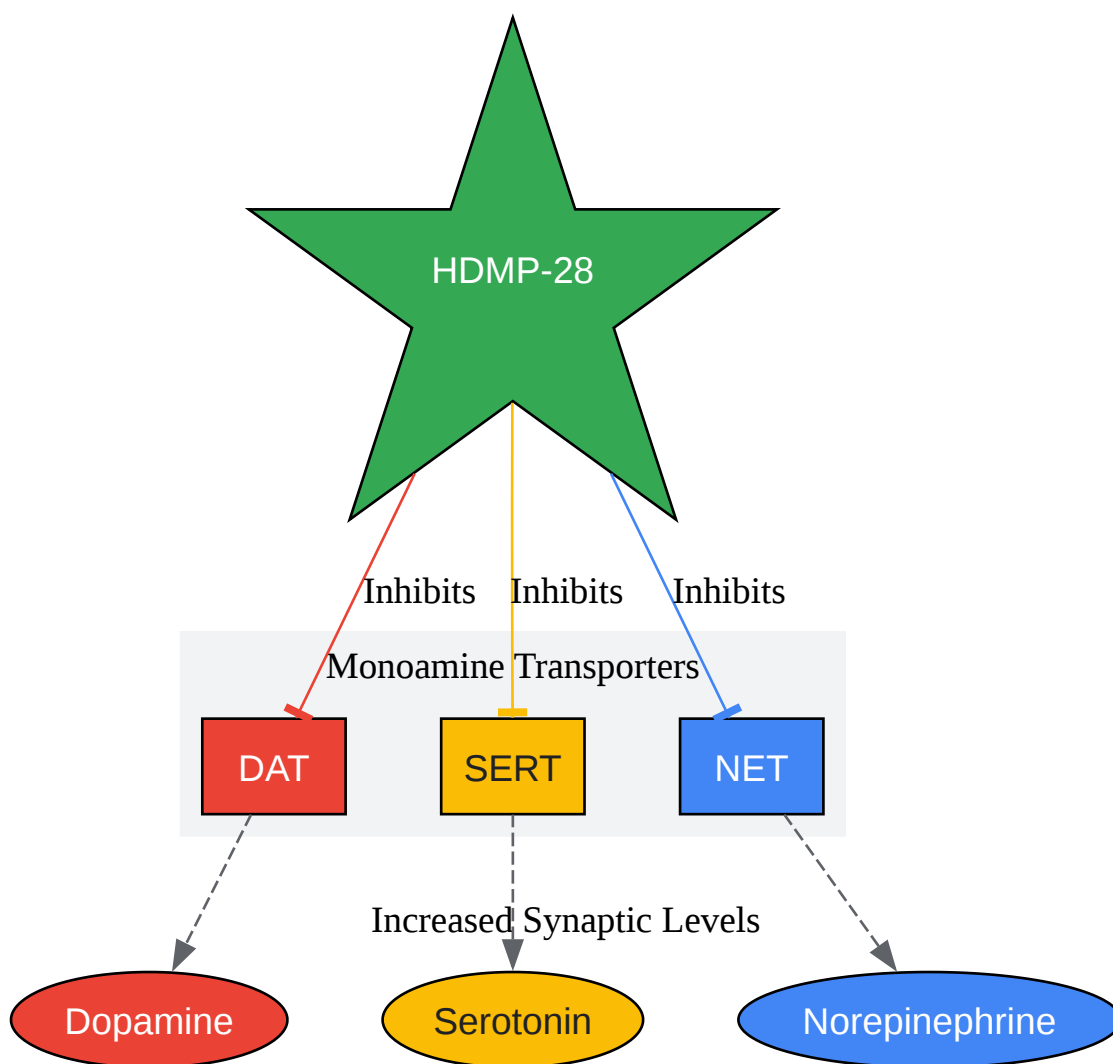 HDMP-28
Inhibits Inhibits Inhibits
Monoamine Transporters
DAT SERT NET
Increased Synaptic Levels
Dopamine Serotonin Norepinephrine